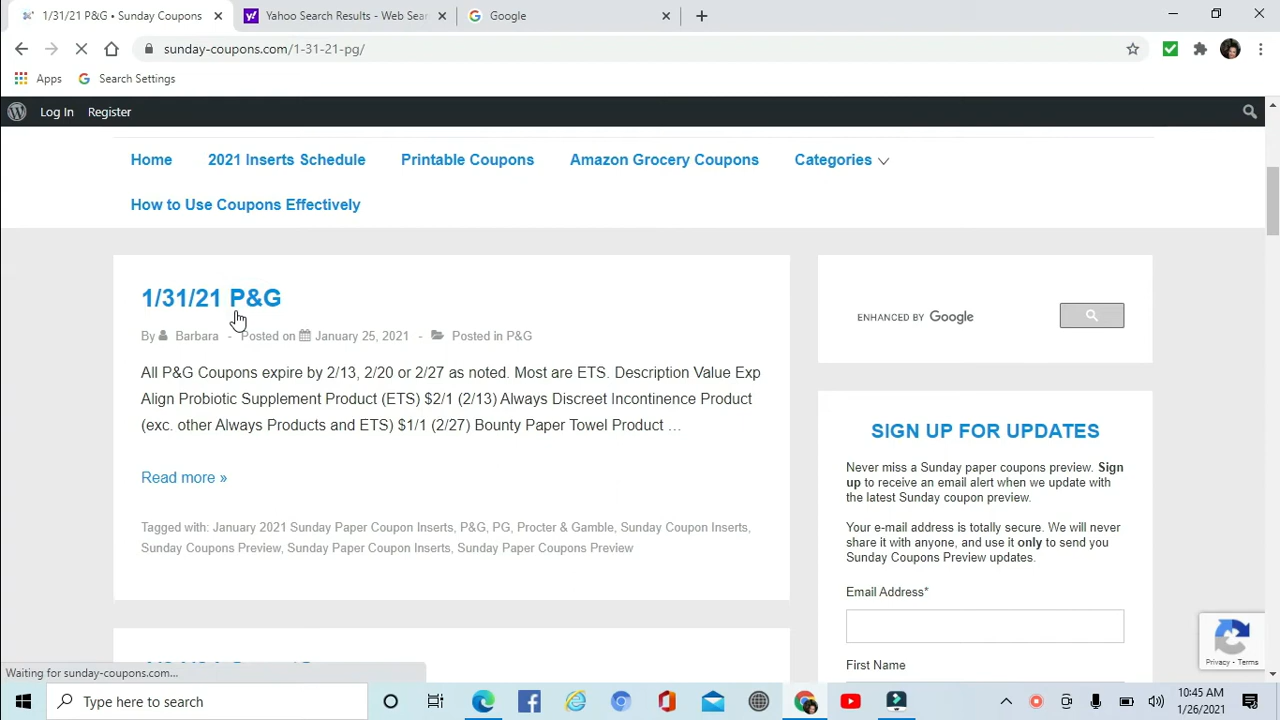 1/31/21 P&G • Sunday Coupons
Yahoo Search Results - Web Sear
Google
sunday-coupons.com/1-31-21-pg/
Apps
Search Settings
Log In Register
Home 2021 Inserts Schedule Printable Coupons Amazon Grocery Coupons Categories
How to Use Coupons Effectively
1/31/21 P&G
By Barbara - Posted on January 25, 2021 - Posted in P&G
All P&G Coupons expire by 2/13, 2/20 or 2/27 as noted. Most are ETS. Description Value Exp
Align Probiotic Supplement Product (ETS) $2/1 (2/13) Always Discreet Incontinence Product
(exc. other Always Products and ETS) $1/1 (2/27) Bounty Paper Towel Product …
Read more »
Tagged with: January 2021 Sunday Paper Coupon Inserts, P&G, PG, Procter & Gamble, Sunday Coupon Inserts,
Sunday Coupons Preview, Sunday Paper Coupon Inserts, Sunday Paper Coupons Preview
ENHANCED BY Google
SIGN UP FOR UPDATES
Never miss a Sunday paper coupons preview. Sign
up to receive an email alert when we update with
the latest Sunday coupon preview.
Your e-mail address is totally secure. We will never
share it with anyone, and use it only to send you
Sunday Coupons Preview updates.
Email Address*
First Name
Privacy - Terms
Waiting for sunday-coupons.com...
Type here to search
10:45 AM
1/26/2021